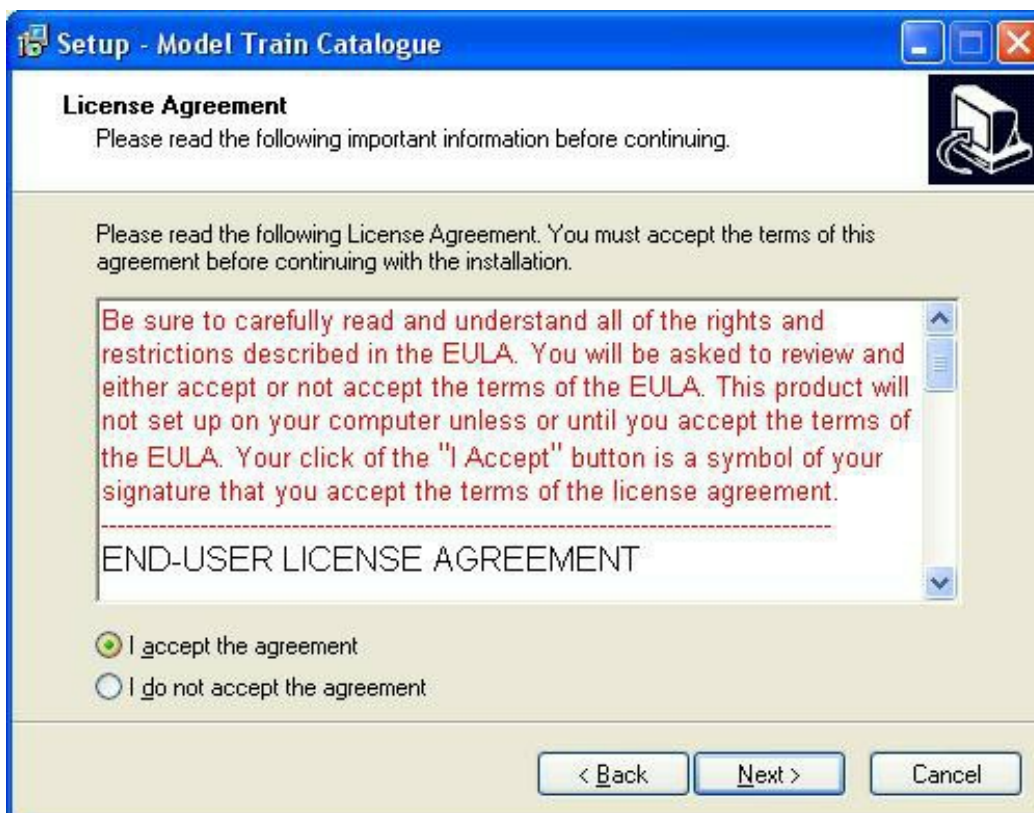 Setup - Model Train Catalogue
License Agreement
Please read the following important information before continuing.
Please read the following License Agreement. You must accept the terms of this
agreement before continuing with the installation.
Be sure to carefully read and understand all of the rights and
restrictions described in the EULA. You will be asked to review and
either accept or not accept the terms of the EULA. This product will
not set up on your computer unless or until you accept the terms of
the EULA. Your click of the "I Accept" button is a symbol of your
signature that you accept the terms of the license agreement.
--------------------------------------------------------------------------------
END-USER LICENSE AGREEMENT
I accept the agreement
I do not accept the agreement
< Back
Next >
Cancel